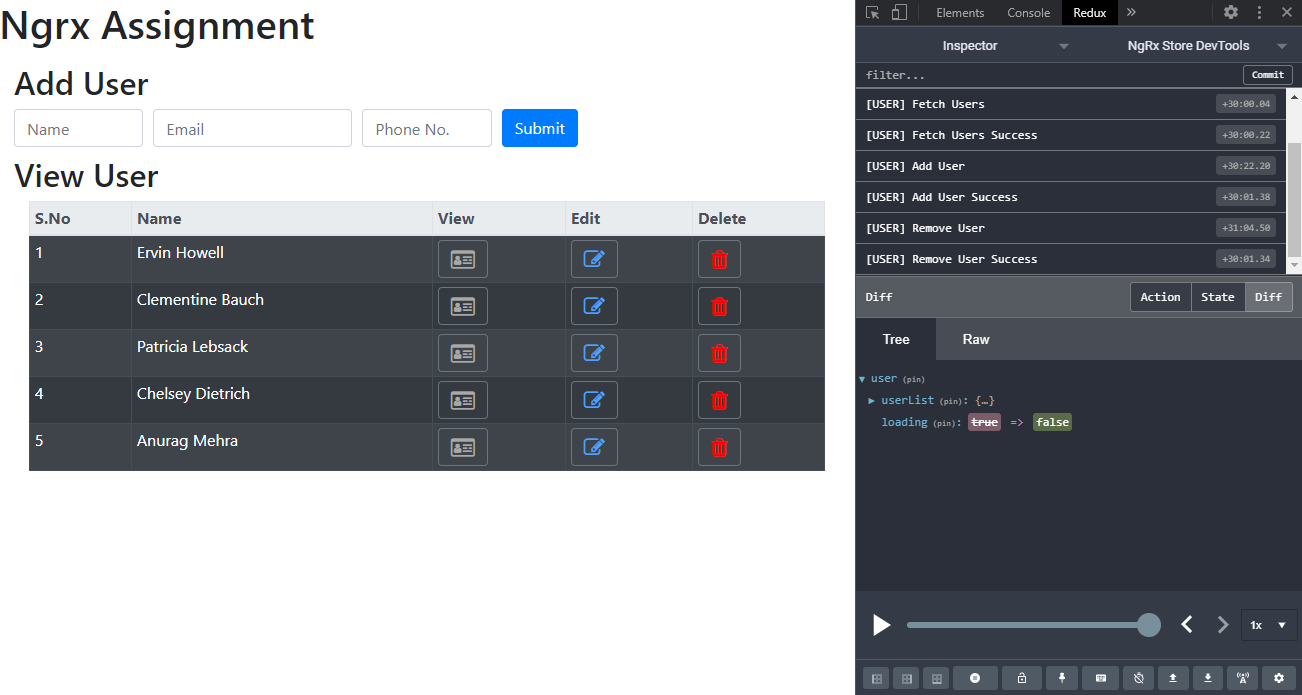 Ngrx Assignment
Add User
Name Email Phone No. Submit
View User
S.No Name View Edit Delete
1 Ervin Howell
2 Clementine Bauch
3 Patricia Lebsack
4 Chelsey Dietrich
5 Anurag Mehra
Elements Console Redux »
Inspector NgRx Store DevTools
filter... Commit
[USER] Fetch Users +30:00.04
[USER] Fetch Users Success +30:00.22
[USER] Add User +30:22.20
[USER] Add User Success +30:01.38
[USER] Remove User +31:04.50
[USER] Remove User Success +30:01.34
Diff Action State Diff
Tree Raw
user (pin)
userList (pin): {…}
loading (pin): true => false
1x